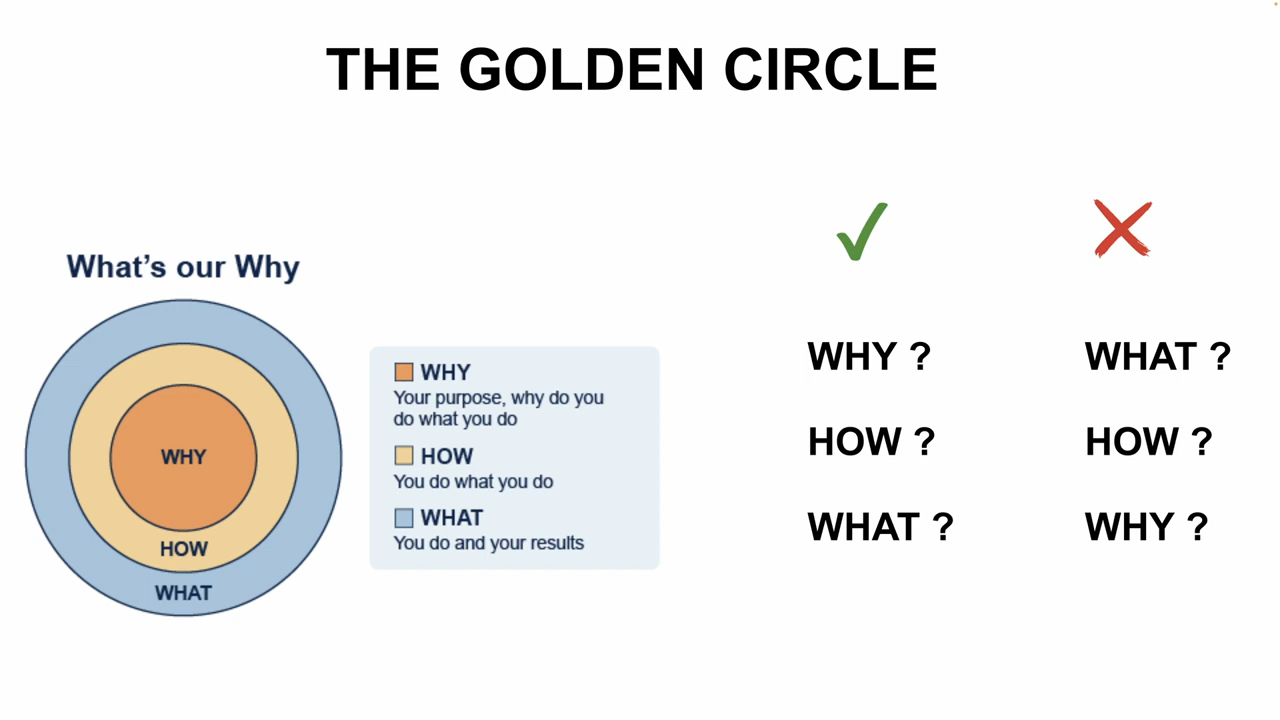 THE GOLDEN CIRCLE
What's our Why
WHY
HOW
WHAT
WHY
Your purpose, why do you
do what you do
HOW
You do what you do
WHAT
You do and your results
WHY ?
HOW ?
WHAT ?
WHAT ?
HOW ?
WHY ?